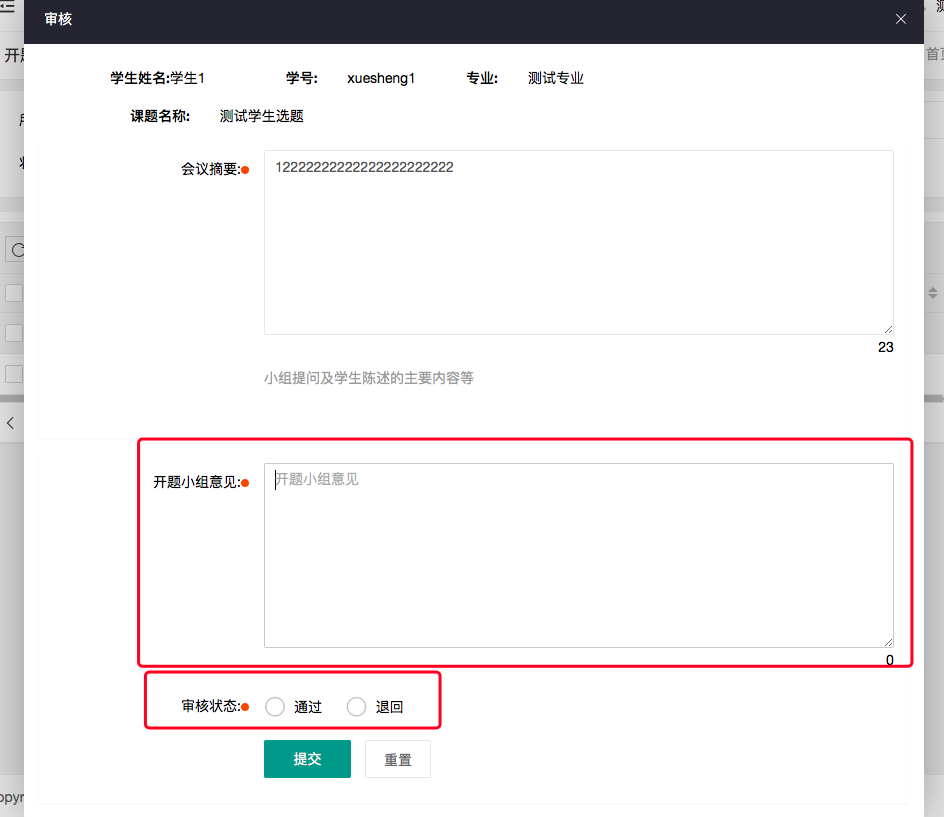 审核
学生姓名:学生1 学号: xuesheng1 专业: 测试专业
课题名称: 测试学生选题
会议摘要: 12222222222222222222222
23
小组提问及学生陈述的主要内容等
开题小组意见: 开题小组意见
0
审核状态: 通过 退回
提交 重置